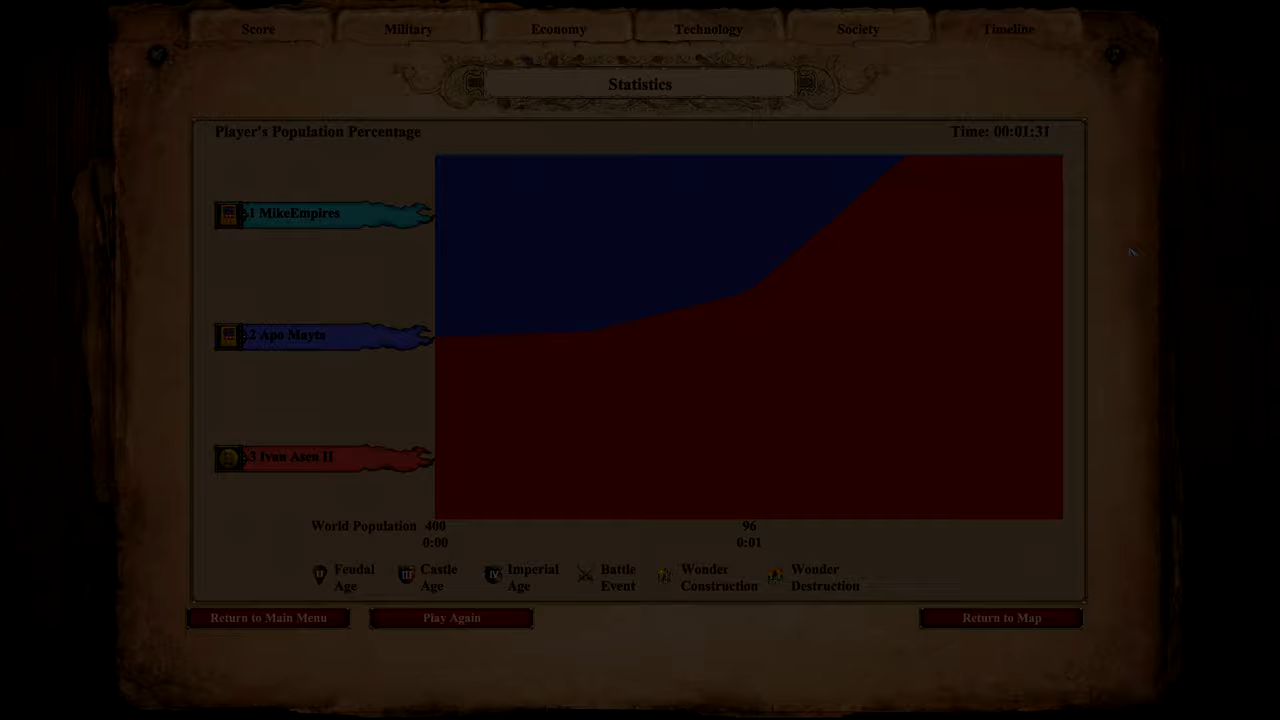 Score Military Economy Technology Society Timeline
Statistics
Player's Population Percentage Time: 00:01:31
1 MikeEmpires
2 Apo Mayta
3 Ivan Asen II
World Population 400 96
0:00 0:01
Feudal Age
Castle Age
Imperial Age
Battle Event
Wonder Construction
Wonder Destruction
Return to Main Menu Play Again Return to Map